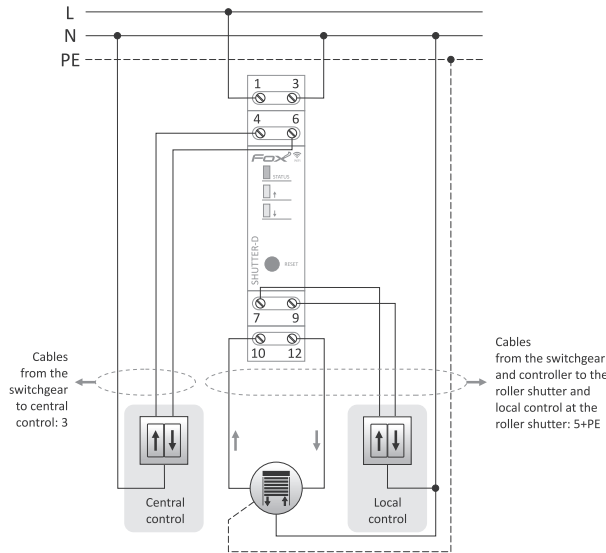 L
N
PE
1 3
4 6
Fox
STATUS
↑
↓
SHUTTER-D
RESET
7 9
10 12
Cables
from the
switchgear
to central
control: 3
Cables
from the switchgear
and controller to the
roller shutter and
local control at the
roller shutter: 5+PE
Central
control
Local
control